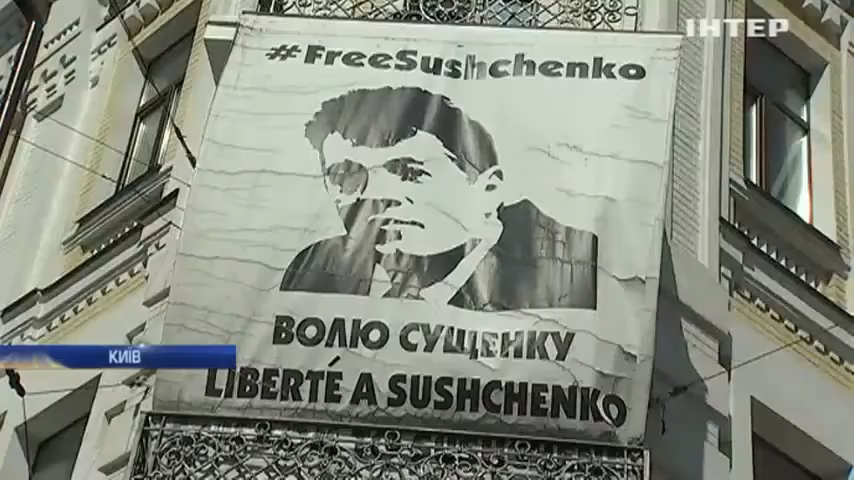 ІНТЕР
#FreeSushchenko
ВОЛЮ СУЩЕНКУ
КИЇВ
LIBERTÉ A SUSHCHENKO